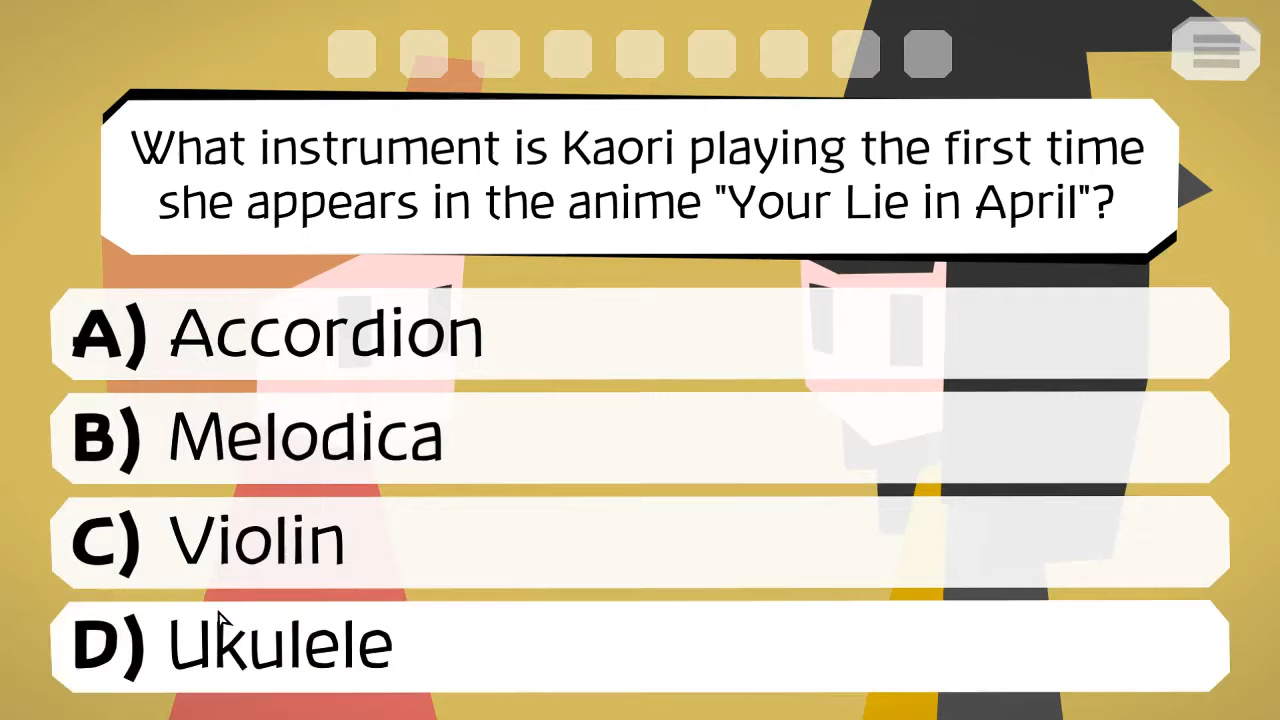 What instrument is Kaori playing the first time
she appears in the anime "Your Lie in April"?
A) Accordion
B) Melodica
C) Violin
D) Ukulele